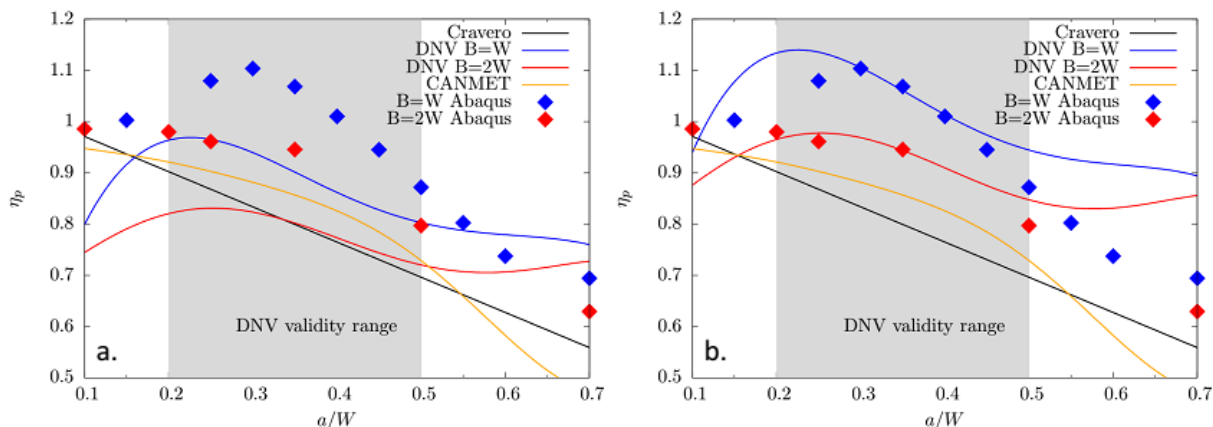 1.2
1.1
1
0.9
0.8
0.7
0.6
0.5
ηp
Cravero
DNV B=W
DNV B=2W
CANMET
B=W Abaqus
B=2W Abaqus
DNV validity range
a.
0.1 0.2 0.3 0.4 0.5 0.6 0.7
a/W
1.2
1.1
1
0.9
0.8
0.7
0.6
0.5
ηp
Cravero
DNV B=W
DNV B=2W
CANMET
B=W Abaqus
B=2W Abaqus
DNV validity range
b.
0.1 0.2 0.3 0.4 0.5 0.6 0.7
a/W